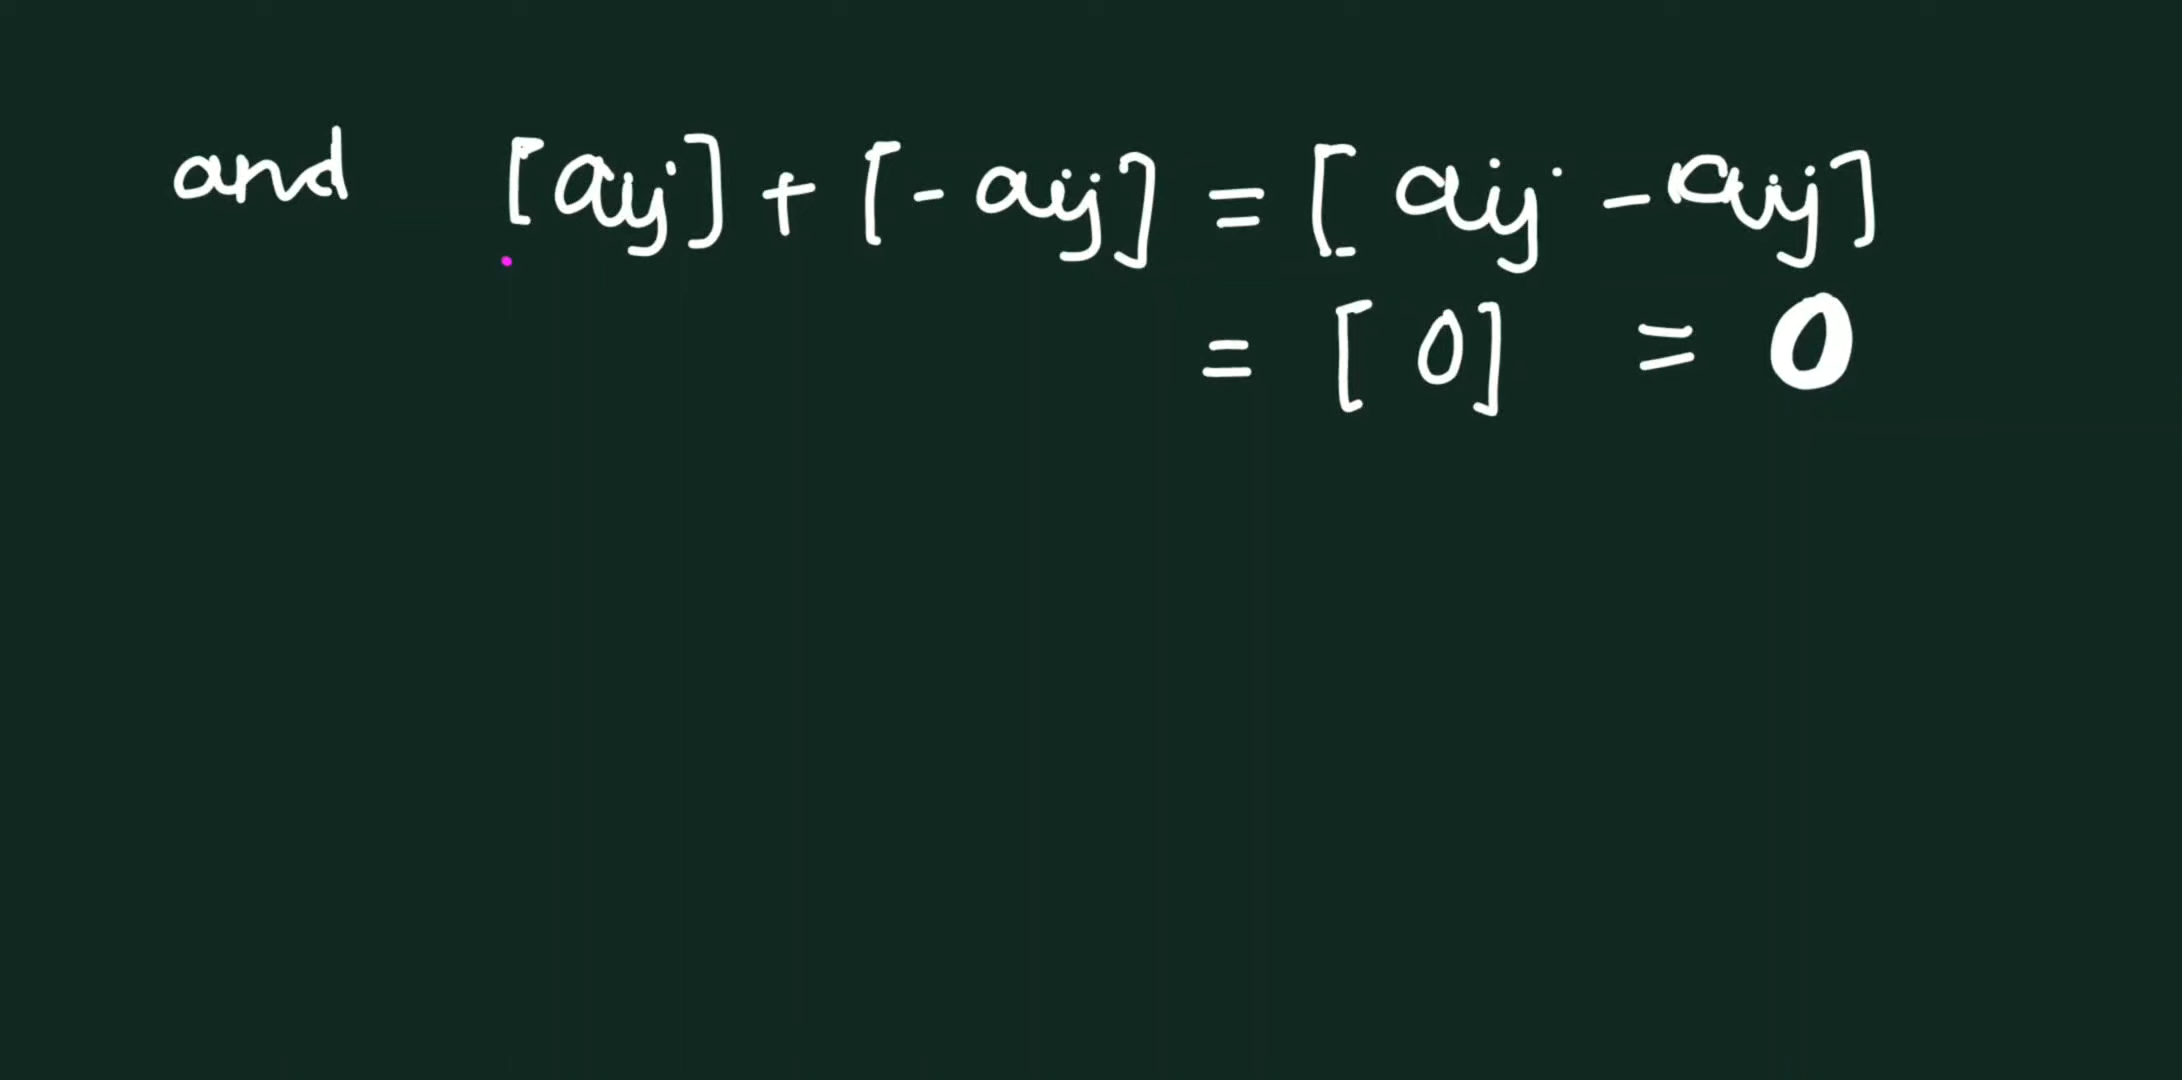 and [aij] + [-aij] = [aij - aij]
= [0] = 0